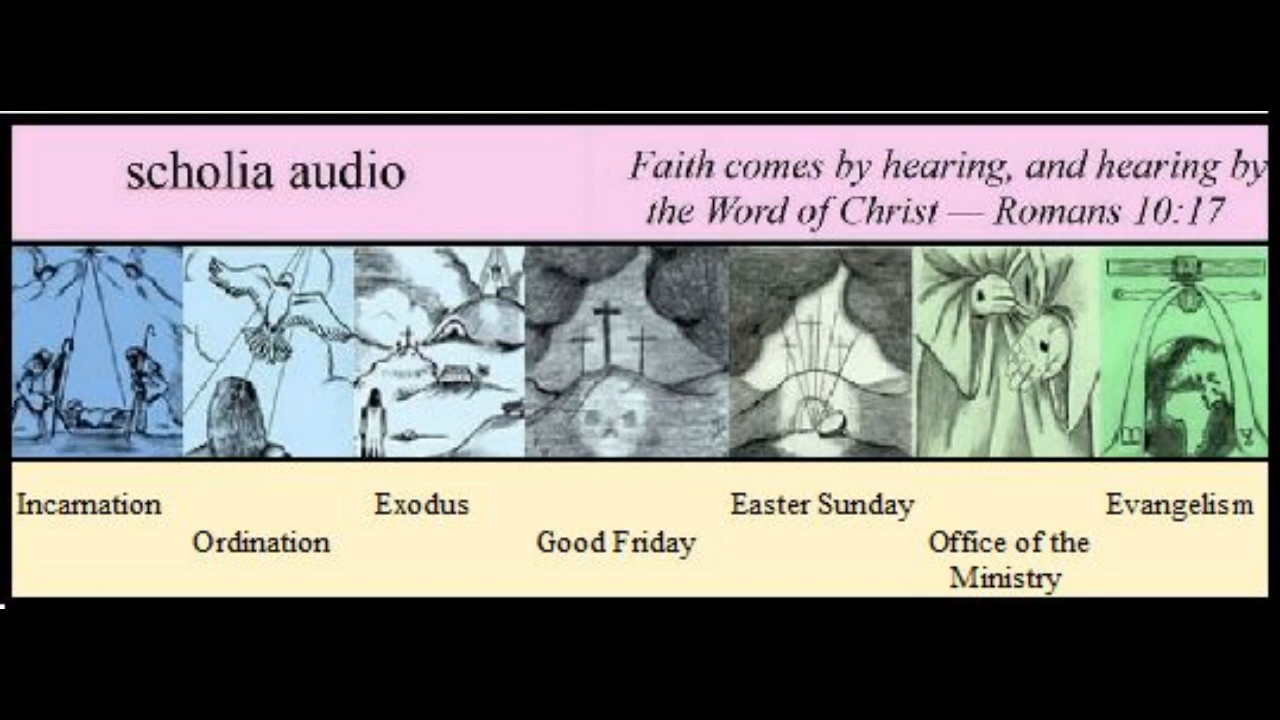 scholia audio
Faith comes by hearing, and hearing by
the Word of Christ — Romans 10:17
Incarnation
Ordination
Exodus
Good Friday
Easter Sunday
Office of the
Ministry
Evangelism